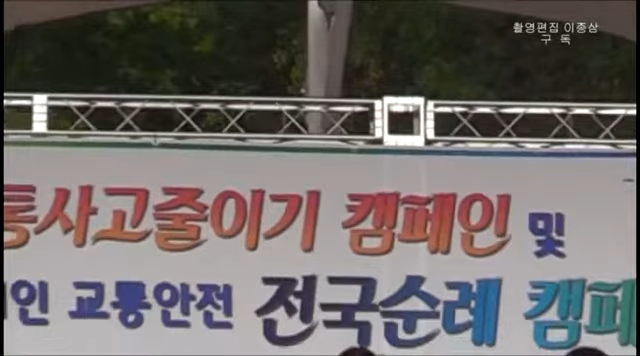 촬영편집 이종삼
구 독
통사고줄이기 캠페인 및
인 교통안전 전국순례 캠페